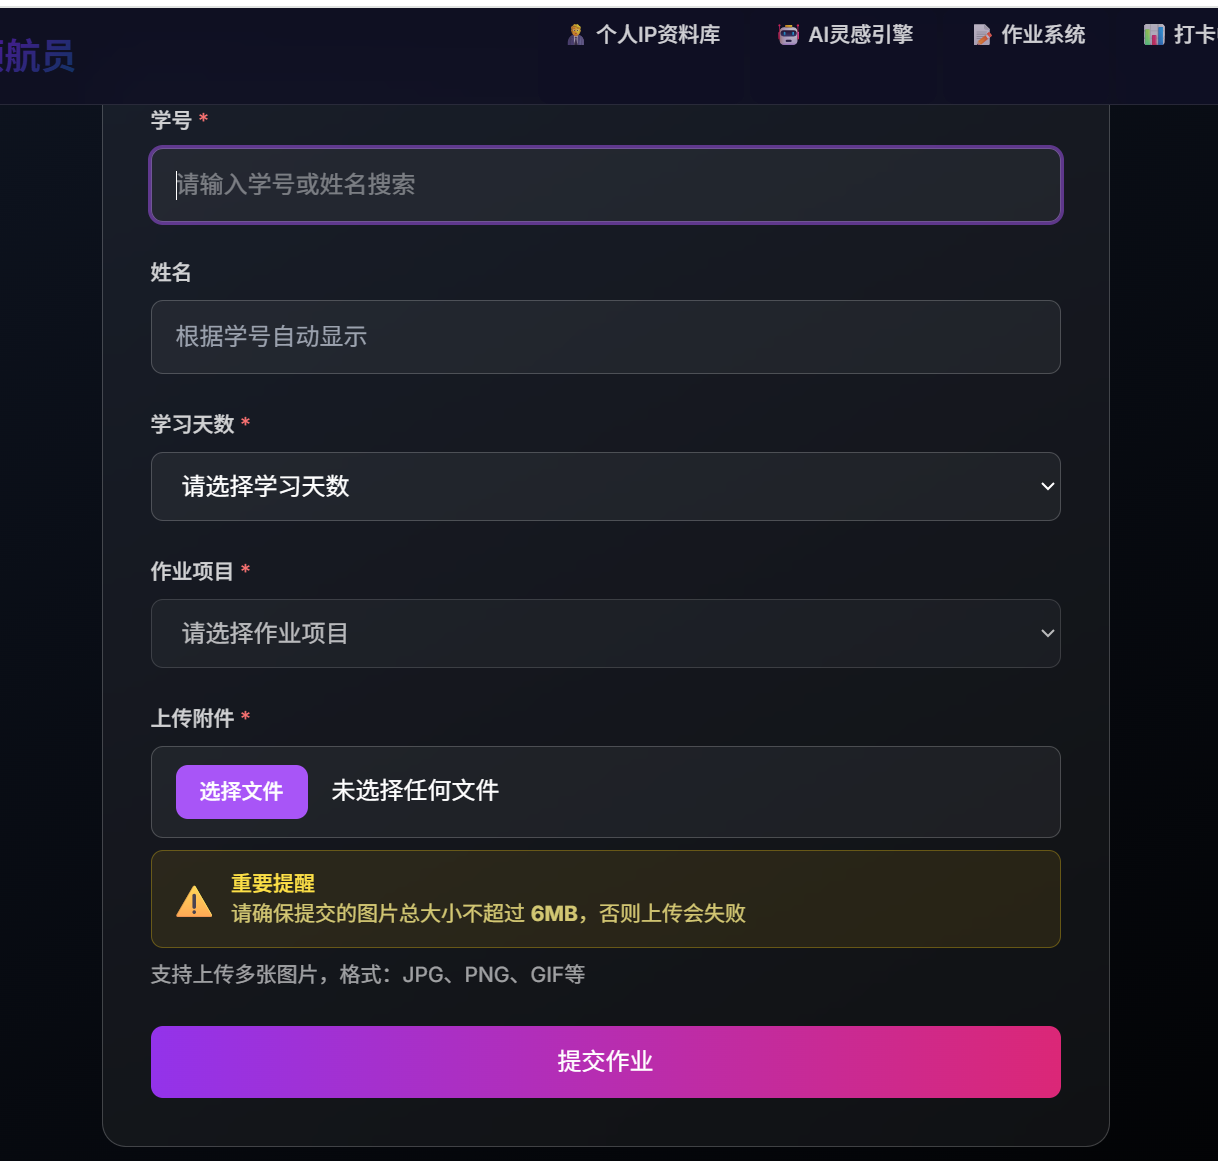 航员
个人IP资料库
AI灵感引擎
作业系统
打卡
学号 *
请输入学号或姓名搜索
姓名
根据学号自动显示
学习天数 *
请选择学习天数
作业项目 *
请选择作业项目
上传附件 *
选择文件 未选择任何文件
重要提醒
请确保提交的图片总大小不超过 6MB，否则上传会失败
支持上传多张图片，格式：JPG、PNG、GIF等
提交作业